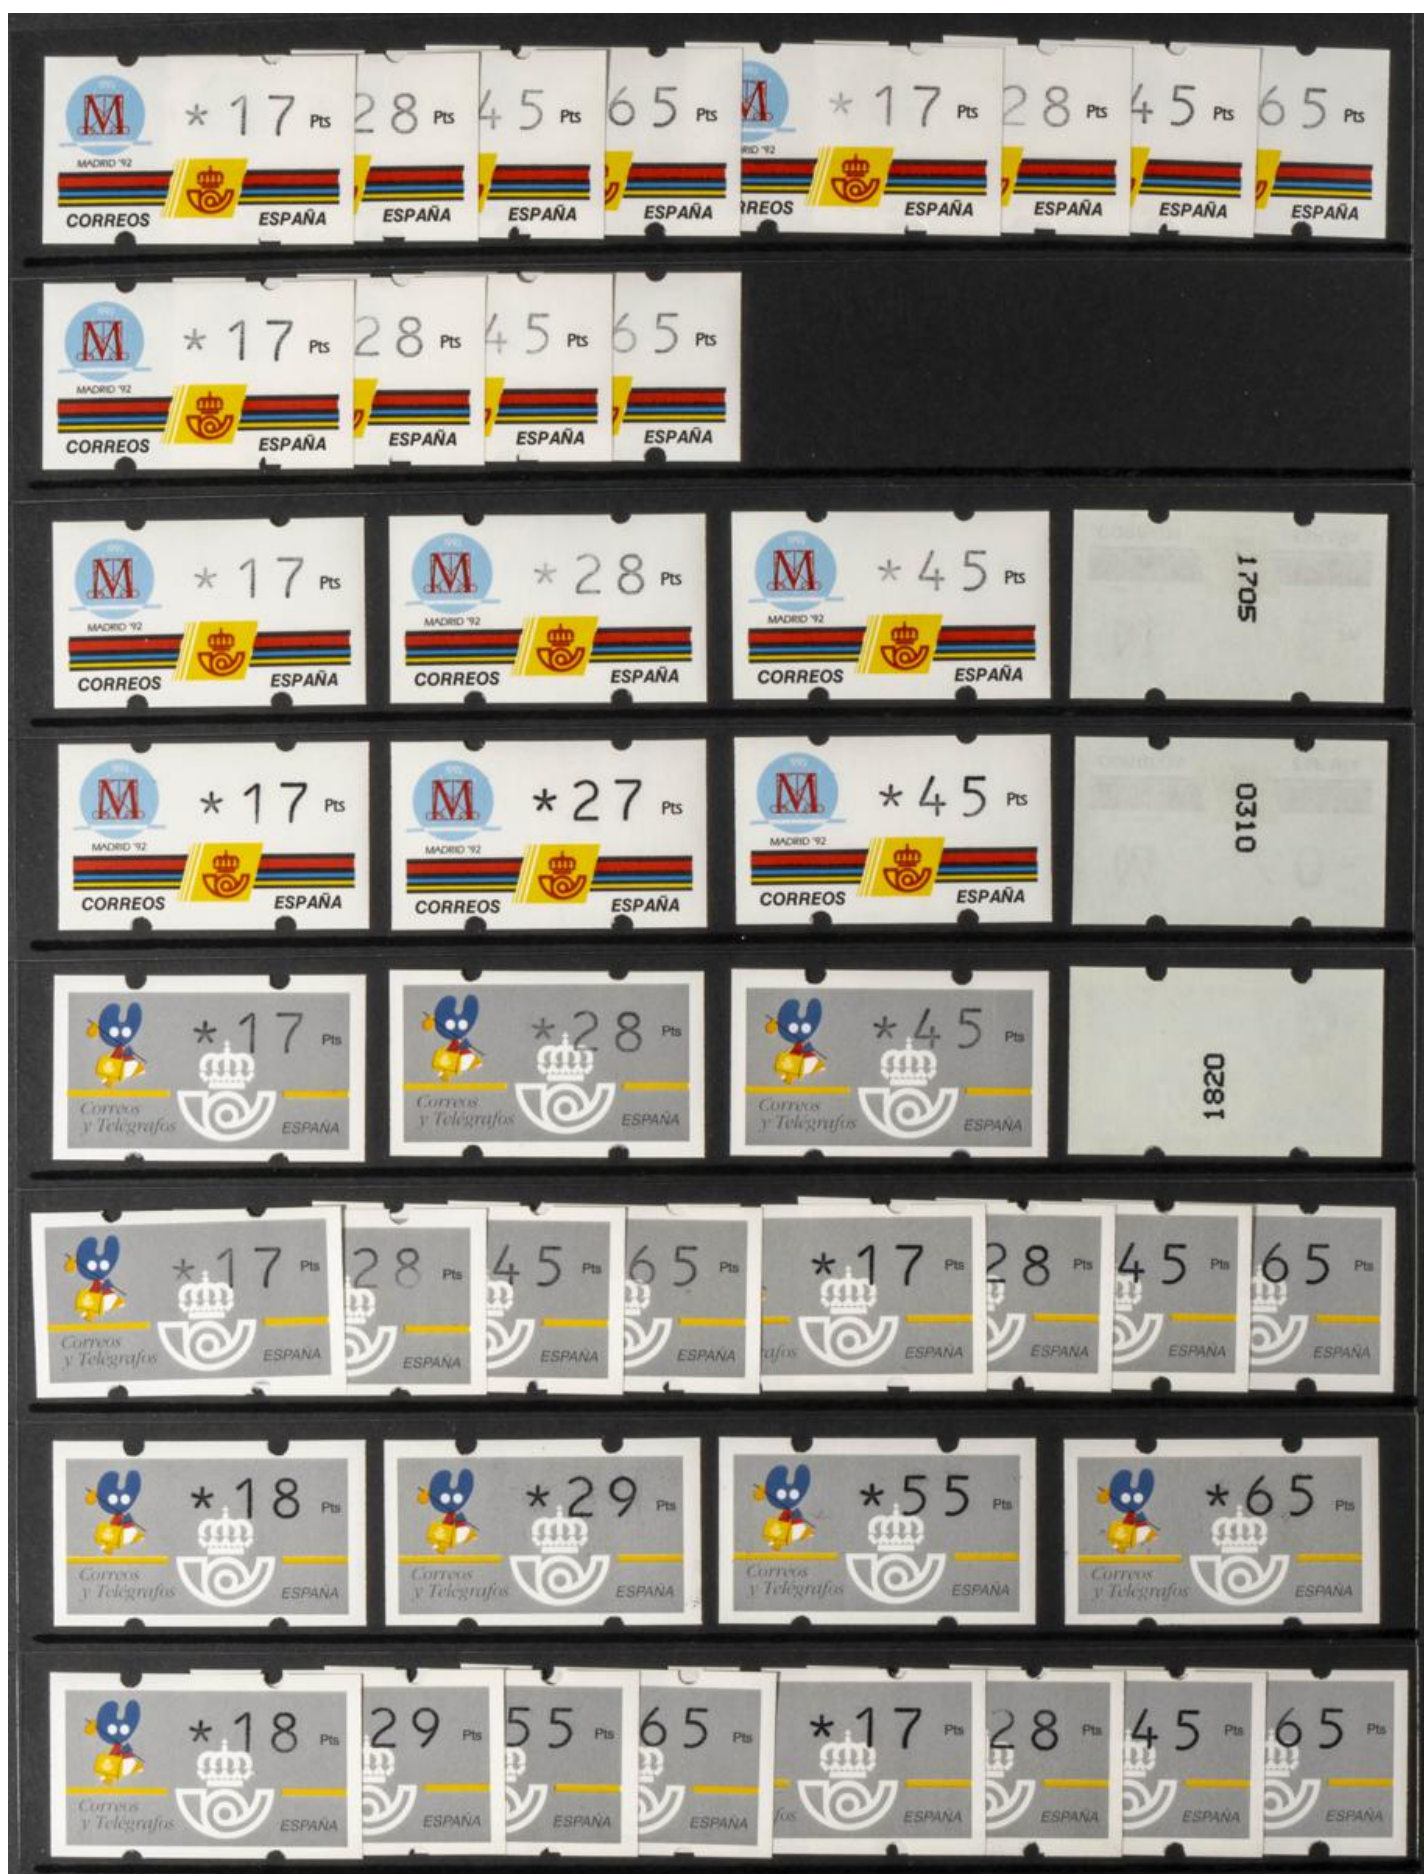 M *17 Pts 28 Pts 45 Pts 65 Pts M *17 Pts 28 Pts 45 Pts 65 Pts
MADRID '92 RID '92
CORREOS ESPAÑA ESPAÑA ESPAÑA ESPAÑA RREOS ESPAÑA ESPAÑA ESPAÑA ESPAÑA
M *17 Pts 28 Pts 45 Pts 65 Pts
MADRID '92
CORREOS ESPAÑA ESPAÑA ESPAÑA ESPAÑA
M *17 Pts M *28 Pts M *45 Pts 1705
MADRID '92 MADRID '92 MADRID '92
CORREOS ESPAÑA CORREOS ESPAÑA CORREOS ESPAÑA
M *17 Pts M *27 Pts M *45 Pts 0310
MADRID '92 MADRID '92 MADRID '92
CORREOS ESPAÑA CORREOS ESPAÑA CORREOS ESPAÑA
*17 Pts *28 Pts *45 Pts 1820
Correos Correos Correos
y Telégrafos ESPAÑA y Telégrafos ESPAÑA y Telégrafos ESPAÑA
*17 Pts 28 Pts 45 Pts 65 Pts *17 Pts 28 Pts 45 Pts 65 Pts
Correos
y Telégrafos ESPAÑA ESPAÑA ESPAÑA ESPAÑA rafos ESPAÑA ESPAÑA ESPAÑA ESPAÑA
*18 Pts *29 Pts *55 Pts *65 Pts
Correos Correos Correos Correos
y Telégrafos ESPAÑA y Telégrafos ESPAÑA y Telégrafos ESPAÑA y Telégrafos ESPAÑA
*18 Pts 29 Pts 55 Pts 65 Pts *17 Pts 28 Pts 45 Pts 65 Pts
Correos
y Telégrafos ESPAÑA ESPAÑA ESPAÑA ESPAÑA fos ESPAÑA ESPAÑA ESPAÑA ESPAÑA